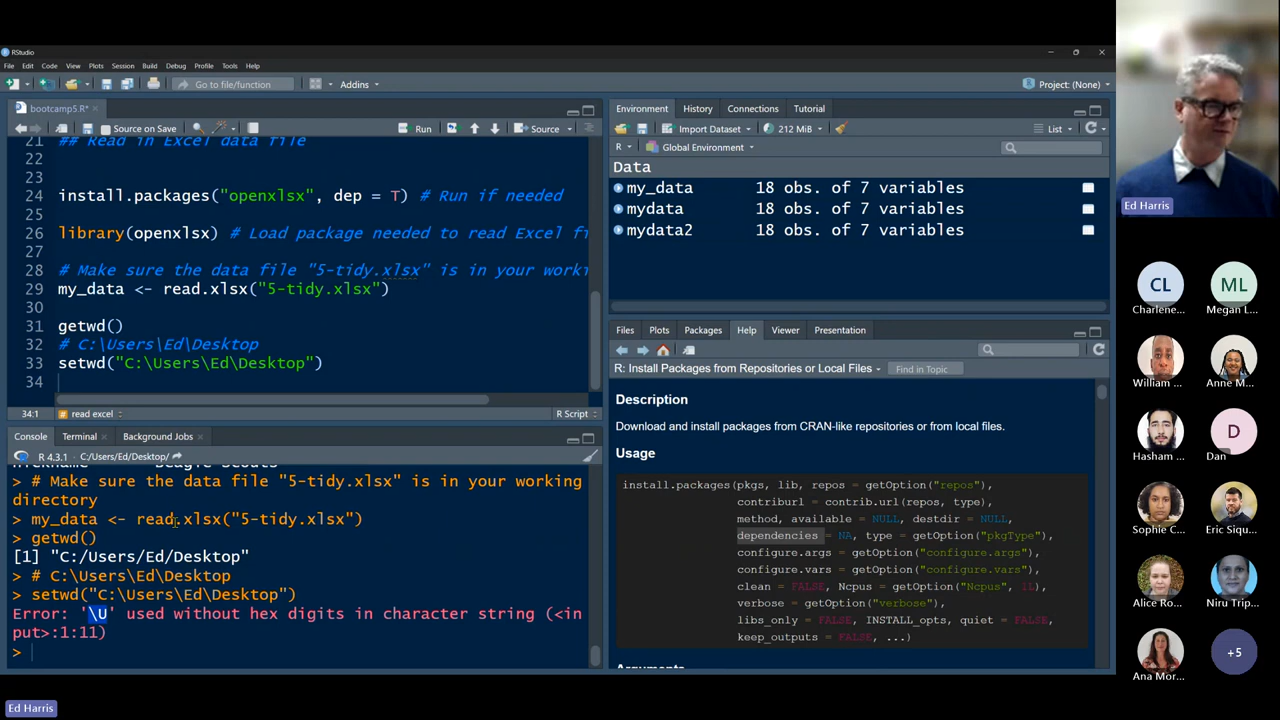 RStudio
File Edit Code View Plots Session Build Debug Profile Tools Help
Go to file/function
Addins
Project: (None)
bootcamp5.R*
Source on Save
Run
Source
21 ## Read in Excel data file
22
23
24 install.packages("openxlsx", dep = T) # Run if needed
25
26 library(openxlsx) # Load package needed to read Excel fi
27
28 # Make sure the data file "5-tidy.xlsx" is in your worki
29 my_data <- read.xlsx("5-tidy.xlsx")
30
31 getwd()
32 # C:\Users\Ed\Desktop
33 setwd("C:\Users\Ed\Desktop")
34
34:1 read excel R Script
Console Terminal Background Jobs
R 4.3.1 · C:/Users/Ed/Desktop/
nickname Beagle Scouts
> # Make sure the data file "5-tidy.xlsx" is in your working
directory
> my_data <- read.xlsx("5-tidy.xlsx")
> getwd()
[1] "C:/Users/Ed/Desktop"
> # C:\Users\Ed\Desktop
> setwd("C:\Users\Ed\Desktop")
Error: '\U' used without hex digits in character string (<in
put>:1:11)
>
Environment History Connections Tutorial
Import Dataset 212 MiB List
R Global Environment
Data
my_data 18 obs. of 7 variables
mydata 18 obs. of 7 variables
mydata2 18 obs. of 7 variables
Files Plots Packages Help Viewer Presentation
R: Install Packages from Repositories or Local Files Find in Topic
Description
Download and install packages from CRAN-like repositories or from local files.
Usage
install.packages(pkgs, lib, repos = getOption("repos"),
contriburl = contrib.url(repos, type),
method, available = NULL, destdir = NULL,
dependencies = NA, type = getOption("pkgType"),
configure.args = getOption("configure.args"),
configure.vars = getOption("configure.vars"),
clean = FALSE, Ncpus = getOption("Ncpus", 1L),
verbose = getOption("verbose"),
libs_only = FALSE, INSTALL_opts, quiet = FALSE,
keep_outputs = FALSE, ...)
Arguments
Ed Harris
CL ML
Charlene... Megan L...
William ... Anne M...
D
Hasham ... Dan
Sophie C... Eric Siqu...
Alice Ro... Niru Trip...
+5
Ana Mor...
Ed Harris